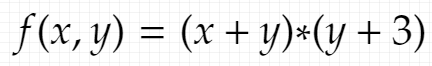 f(x, y) = (x + y)*(y + 3)